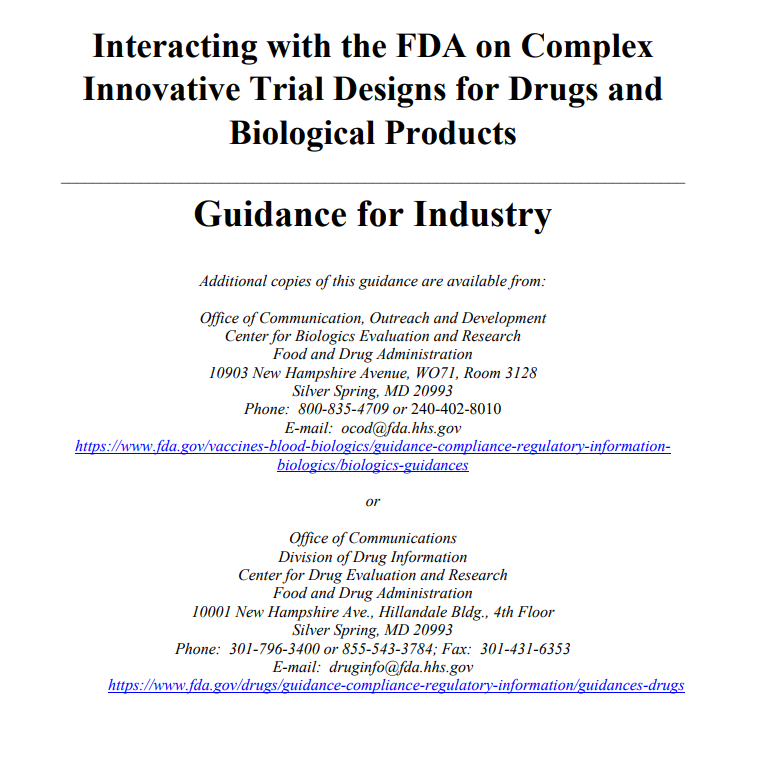 Interacting with the FDA on Complex
Innovative Trial Designs for Drugs and
Biological Products
Guidance for Industry
Additional copies of this guidance are available from:
Office of Communication, Outreach and Development
Center for Biologics Evaluation and Research
Food and Drug Administration
10903 New Hampshire Avenue, WO71, Room 3128
Silver Spring, MD 20993
Phone: 800-835-4709 or 240-402-8010
E-mail: ocod@fda.hhs.gov
https://www.fda.gov/vaccines-blood-biologics/guidance-compliance-regulatory-information-
biologics/biologics-guidances
or
Office of Communications
Division of Drug Information
Center for Drug Evaluation and Research
Food and Drug Administration
10001 New Hampshire Ave., Hillandale Bldg., 4th Floor
Silver Spring, MD 20993
Phone: 301-796-3400 or 855-543-3784; Fax: 301-431-6353
E-mail: druginfo@fda.hhs.gov
https://www.fda.gov/drugs/guidance-compliance-regulatory-information/guidances-drugs